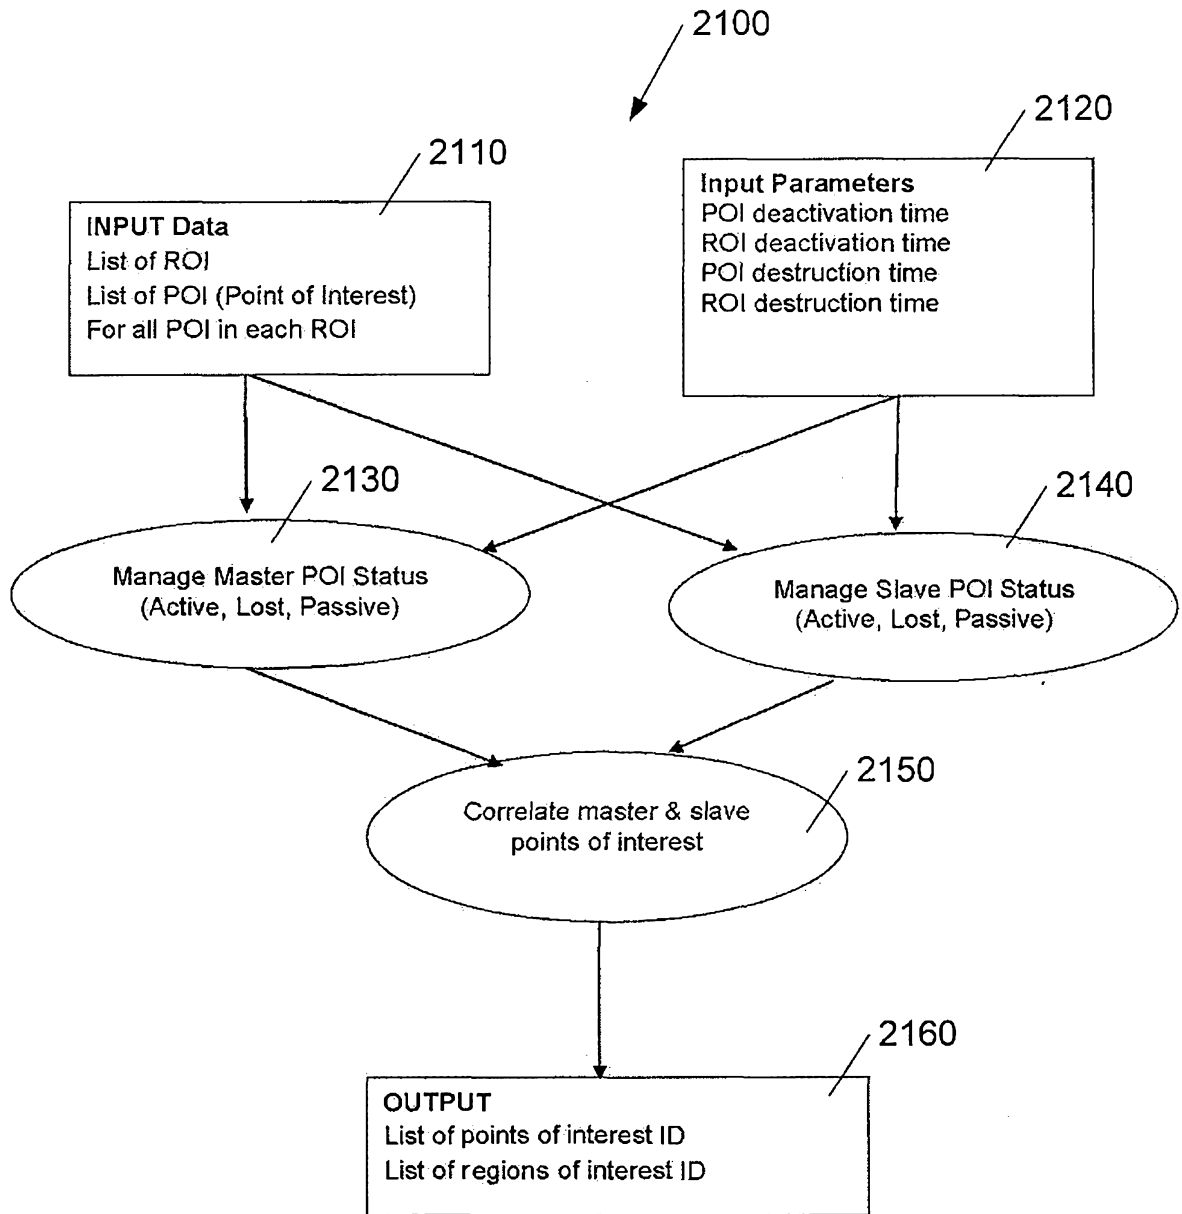 2100
2120
2110
Input Parameters
POI deactivation time
ROI deactivation time
POI destruction time
ROI destruction time
INPUT Data
List of ROI
List of POI (Point of Interest)
For all POI in each ROI
2130
2140
Manage Master POI Status
(Active, Lost, Passive)
Manage Slave POI Status
(Active, Lost, Passive)
2150
Correlate master & slave
points of interest
2160
OUTPUT
List of points of interest ID
List of regions of interest ID